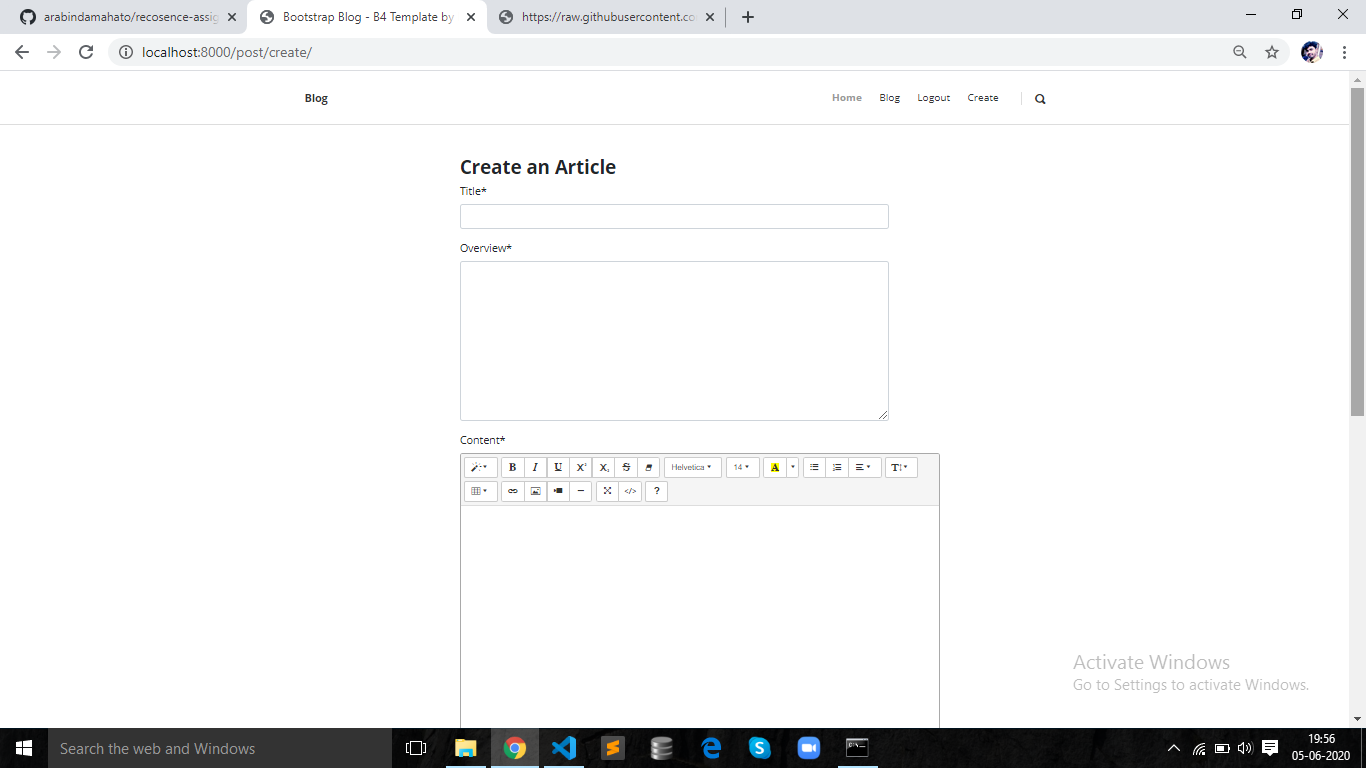 arabindamahato/recosence-assig
Bootstrap Blog - B4 Template by
https://raw.githubusercontent.co
localhost:8000/post/create/
Blog
Home Blog Logout Create
Create an Article
Title*
Overview*
Content*
B I U X² X₁ S Helvetica 14 A T
</> ?
Activate Windows
Go to Settings to activate Windows.
Search the web and Windows
19:56
05-06-2020